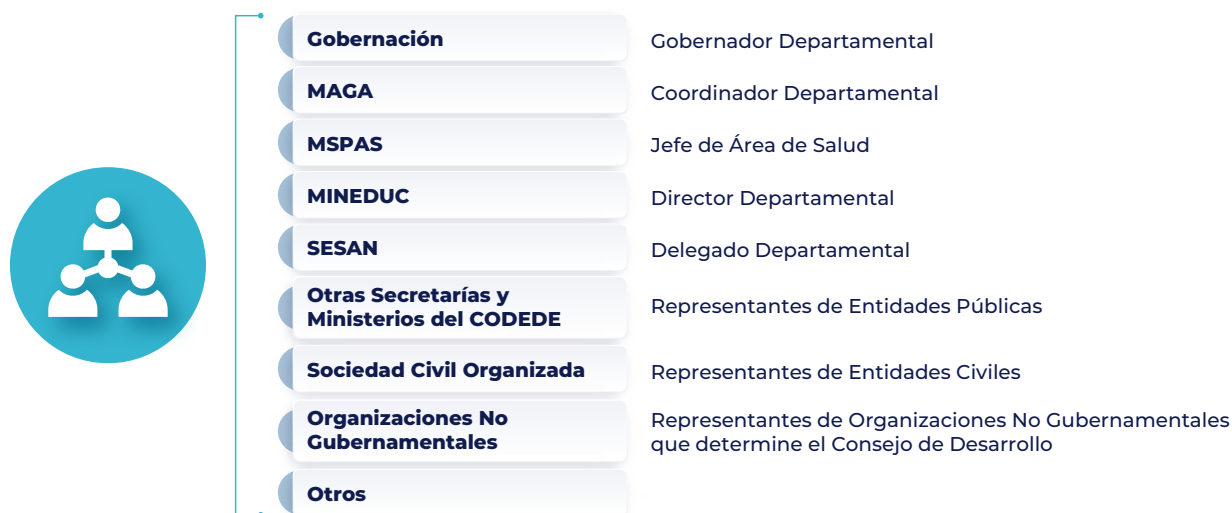 Gobernación
Gobernador Departamental
MAGA
Coordinador Departamental
MSPAS
Jefe de Área de Salud
MINEDUC
Director Departamental
SESAN
Delegado Departamental
Otras Secretarías y
Ministerios del CODEDE
Representantes de Entidades Públicas
Sociedad Civil Organizada
Representantes de Entidades Civiles
Organizaciones No
Gubernamentales
Representantes de Organizaciones No Gubernamentales
que determine el Consejo de Desarrollo
Otros